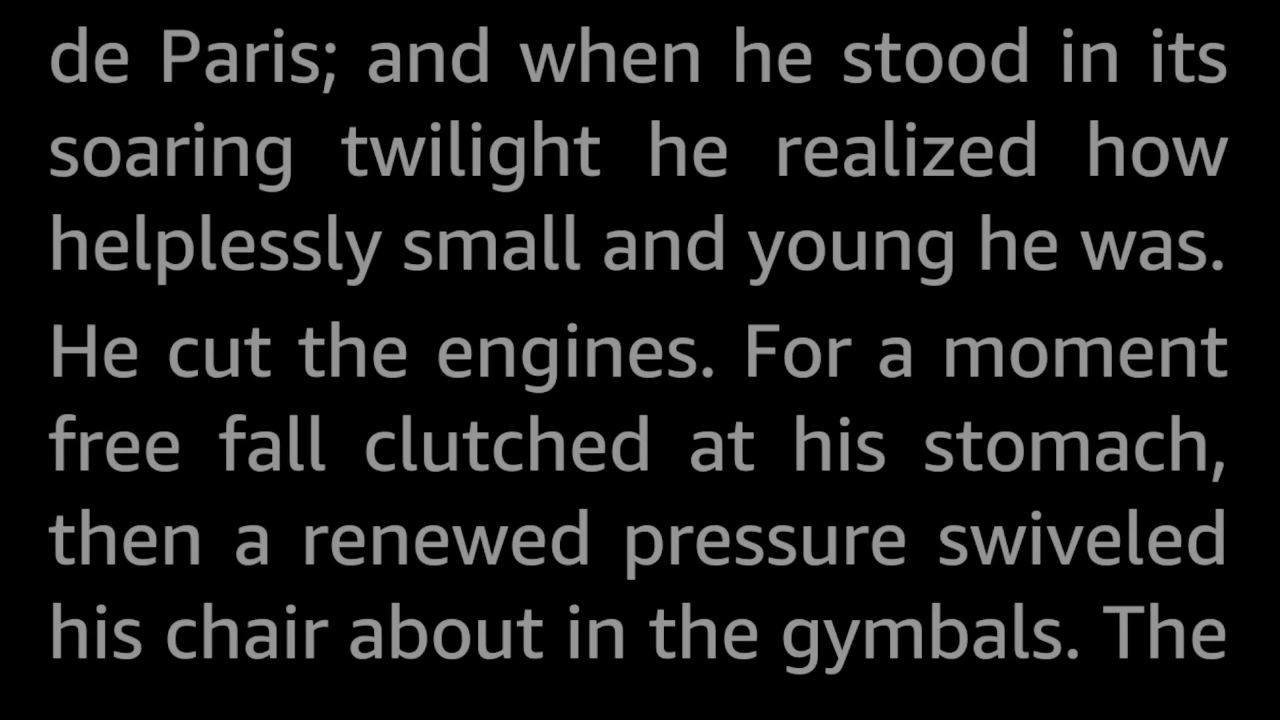 de Paris; and when he stood in its
soaring twilight he realized how
helplessly small and young he was.
He cut the engines. For a moment
free fall clutched at his stomach,
then a renewed pressure swiveled
his chair about in the gymbals. The